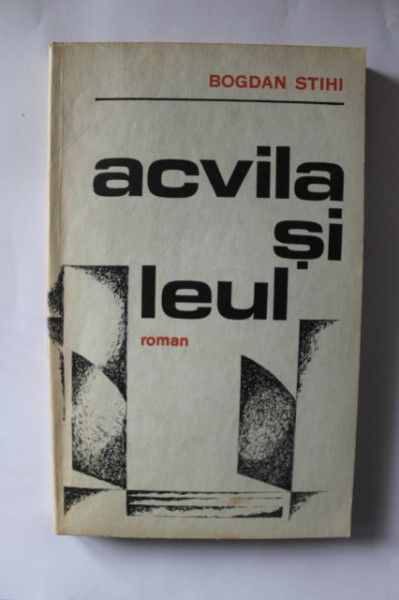 BOGDAN STIHI
acvila
și
leul
roman